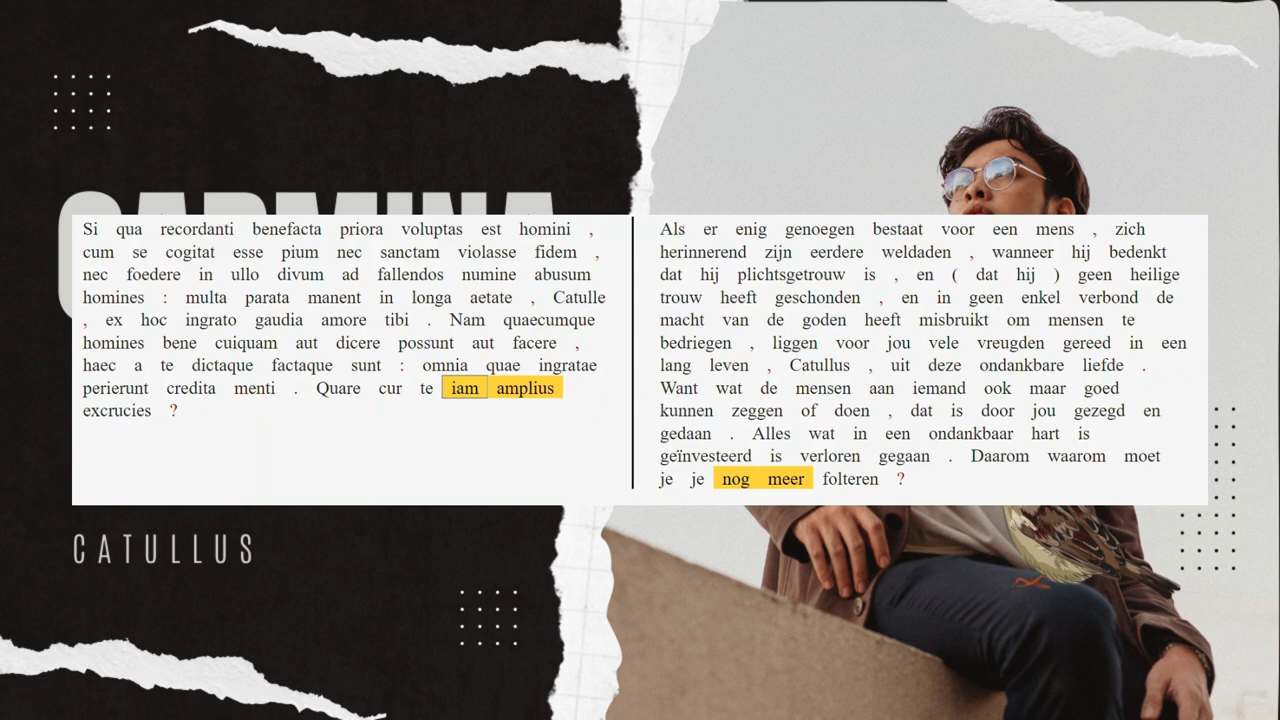 CARMINA
Si qua recordanti benefacta priora voluptas est homini ,
cum se cogitat esse pium nec sanctam violasse fidem ,
nec foedere in ullo divum ad fallendos numine abusum
homines : multa parata manent in longa aetate , Catulle
, ex hoc ingrato gaudia amore tibi . Nam quaecumque
homines bene cuiquam aut dicere possunt aut facere ,
haec a te dictaque factaque sunt : omnia quae ingratae
perierunt credita menti . Quare cur te iam amplius
excrucies ?
Als er enig genoegen bestaat voor een mens , zich
herinnerend zijn eerdere weldaden , wanneer hij bedenkt
dat hij plichtsgetrouw is , en ( dat hij ) geen heilige
trouw heeft geschonden , en in geen enkel verbond de
macht van de goden heeft misbruikt om mensen te
bedriegen , liggen voor jou vele vreugden gereed in een
lang leven , Catullus , uit deze ondankbare liefde .
Want wat de mensen aan iemand ook maar goed
kunnen zeggen of doen , dat is door jou gezegd en
gedaan . Alles wat in een ondankbaar hart is
geïnvesteerd is verloren gegaan . Daarom waarom moet
je je nog meer folteren ?
CATULLUS